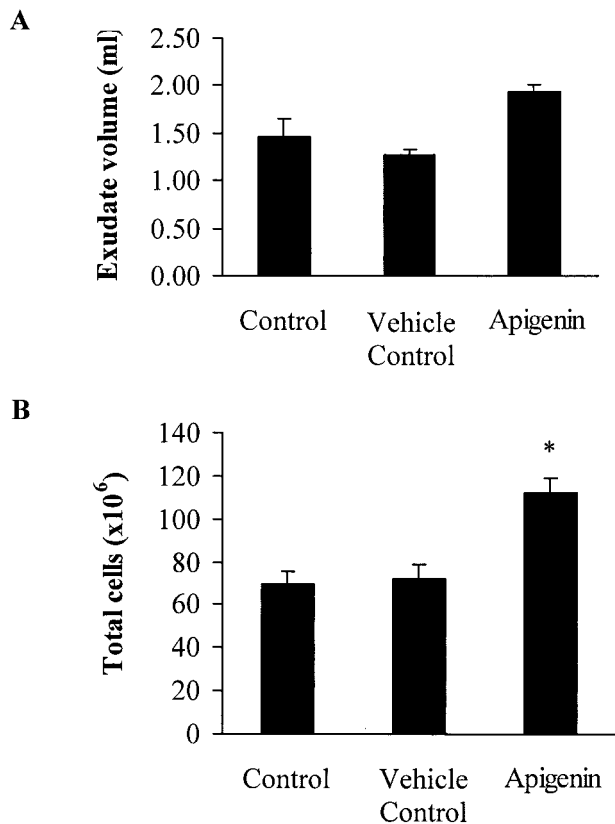 A
Exudate volume (ml)
2.50
2.00
1.50
1.00
0.50
0.00
Control
Vehicle
Control
Apigenin
B
Total cells (x10⁶)
140
120
100
80
60
40
20
0
*
Control
Vehicle
Control
Apigenin